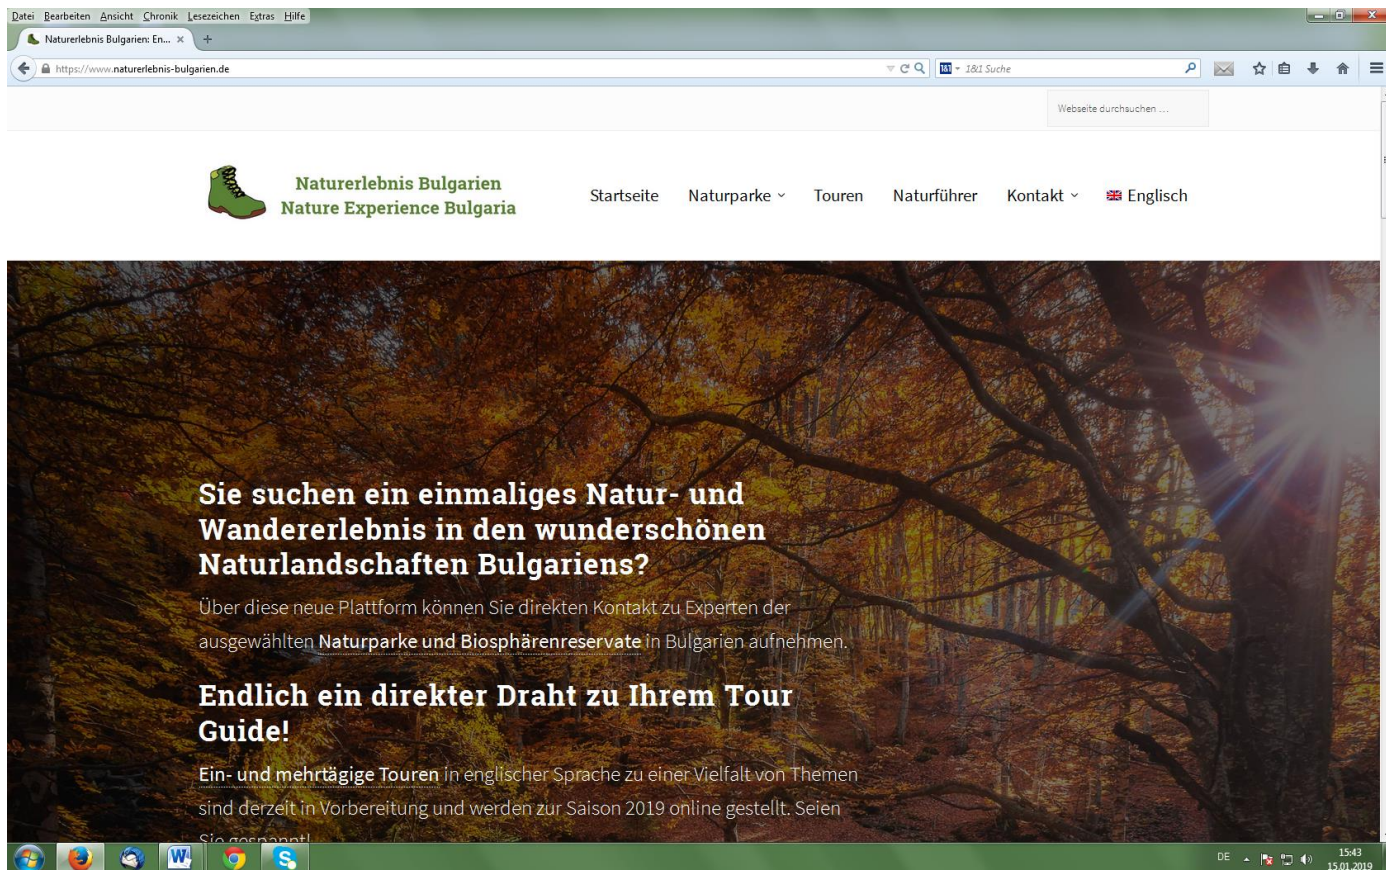 Datei Bearbeiten Ansicht Chronik Lesezeichen Extras Hilfe
Naturerlebnis Bulgarien: En... × +
https://www.naturerlebnis-bulgarien.de
1&1 1&1 Suche
Webseite durchsuchen …
Naturerlebnis Bulgarien
Nature Experience Bulgaria
Startseite Naturparke Touren Naturführer Kontakt Englisch
Sie suchen ein einmaliges Natur- und
Wandererlebnis in den wunderschönen
Naturlandschaften Bulgariens?
Über diese neue Plattform können Sie direkten Kontakt zu Experten der
ausgewählten Naturparke und Biosphärenreservate in Bulgarien aufnehmen.
Endlich ein direkter Draht zu Ihrem Tour
Guide!
Ein- und mehrtägige Touren in englischer Sprache zu einer Vielfalt von Themen
sind derzeit in Vorbereitung und werden zur Saison 2019 online gestellt. Seien
Sie gespannt!
DE
15:43
15.01.2019